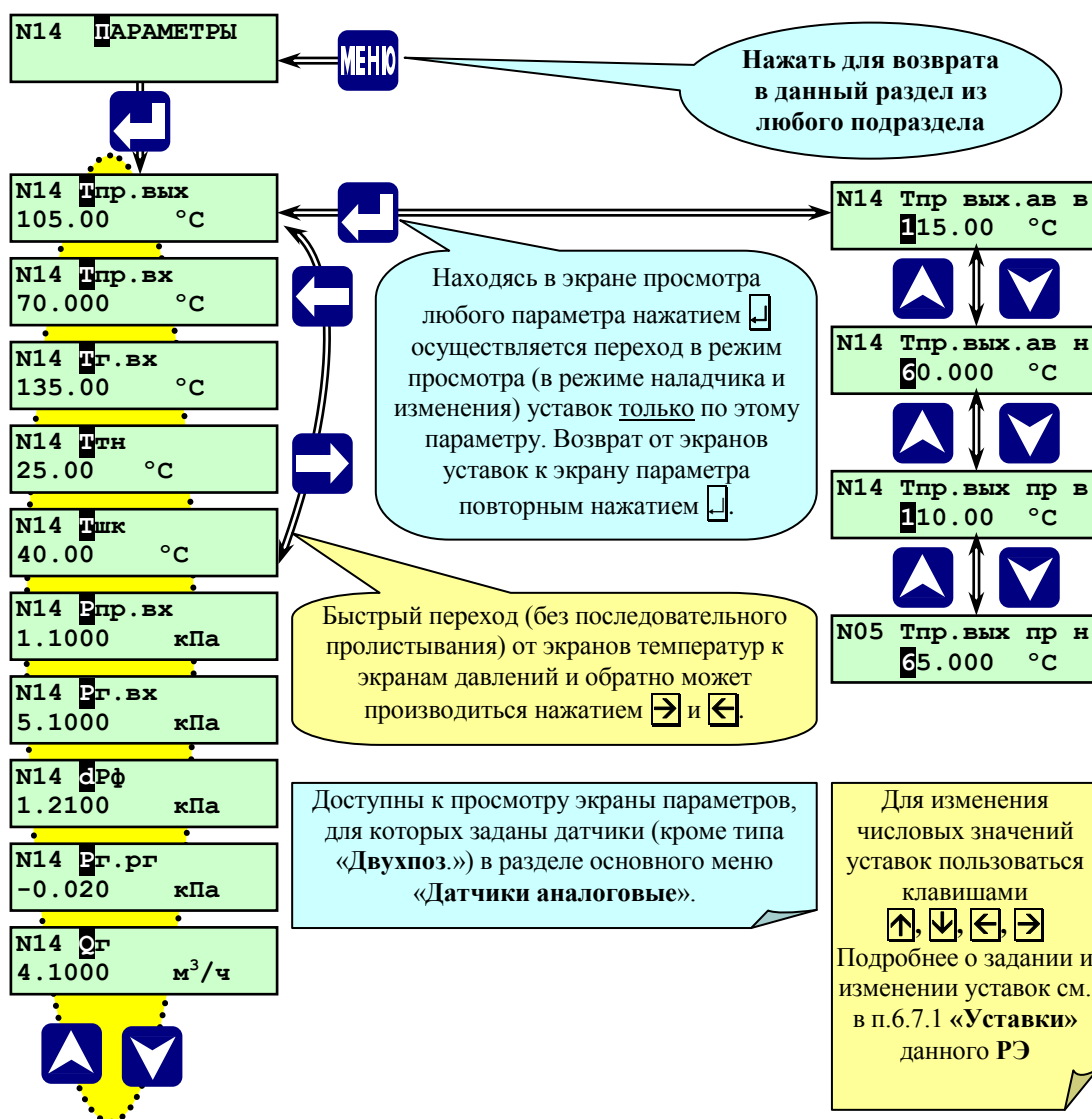 N14 ПАРАМЕТРЫ
МЕНЮ
Нажать для возврата
в данный раздел из
любого подраздела
N14 Тпр.вых
105.00 °C
N14 Тпр.вх
70.000 °C
N14 Тг.вх
135.00 °C
N14 Ттн
25.00 °C
N14 Тшк
40.00 °C
N14 Рпр.вх
1.1000 кПа
N14 Рг.вх
5.1000 кПа
N14 dРф
1.2100 кПа
N14 Рг.рг
-0.020 кПа
N14 Qг
4.1000 м³/ч
Находясь в экране просмотра
любого параметра нажатием ↵
осуществляется переход в режим
просмотра (в режиме наладчика и
изменения) уставок только по этому
параметру. Возврат от экранов
уставок к экрану параметра
повторным нажатием ↵.
Быстрый переход (без последовательного
пролистывания) от экранов температур к
экранам давлений и обратно может
производиться нажатием → и ←.
Доступны к просмотру экраны параметров,
для которых заданы датчики (кроме типа
«Двухпоз.») в разделе основного меню
«Датчики аналоговые».
N14 Тпр вых.ав в
115.00 °C
N14 Тпр.вых.ав н
60.000 °C
N14 Тпр.вых пр в
110.00 °C
N05 Тпр.вых пр н
65.000 °C
Для изменения
числовых значений
уставок пользоваться
клавишами
↑, ↓, ←, →
Подробнее о задании и
изменении уставок см.
в п.6.7.1 «Уставки»
данного РЭ